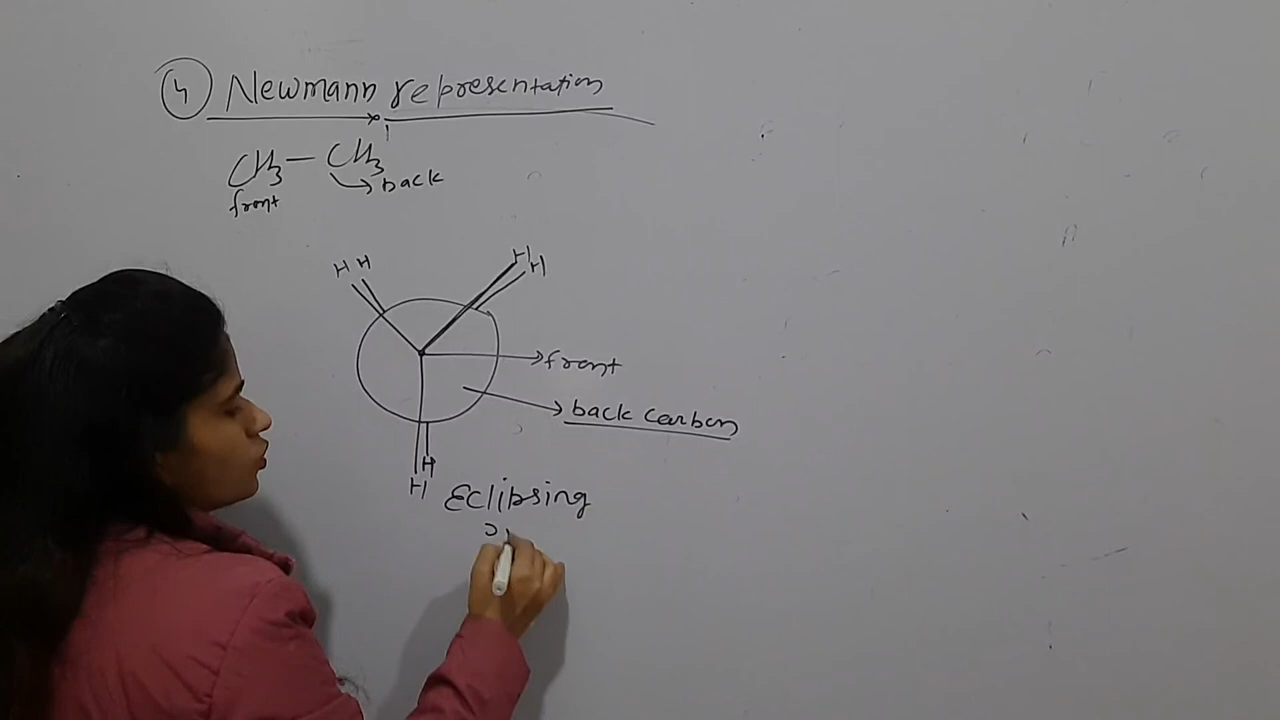 4 Newmann representation
CH3 - CH3
front → back
H H H H
→ front
→ back carbon
H
H Eclipsing